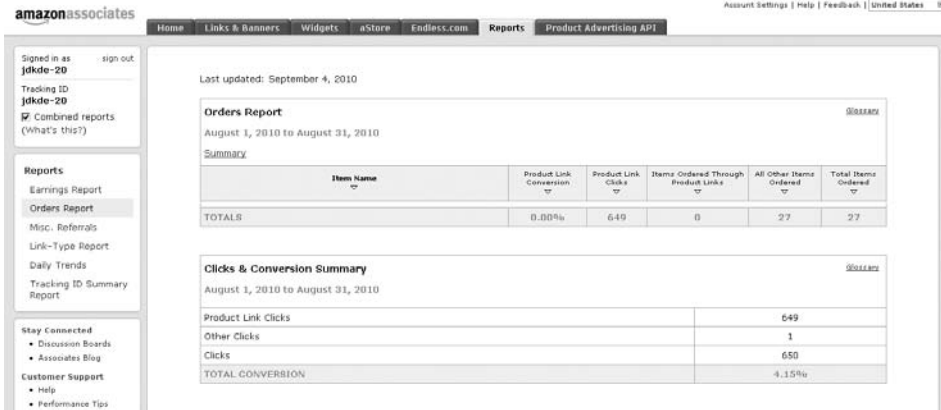 amazonassociates
Account Settings | Help | Feedback | United States
Home Links & Banners Widgets aStore Endless.com Reports Product Advertising API
Signed in as sign out
jdkde-20
Tracking ID
jdkde-20
Combined reports
(What's this?)
Reports
Earnings Report
Orders Report
Misc. Referrals
Link-Type Report
Daily Trends
Tracking ID Summary
Report
Stay Connected
• Discussion Boards
• Associates Blog
Customer Support
• Help
• Performance Tips
Last updated: September 4, 2010
Orders Report Glossary
August 1, 2010 to August 31, 2010
Summary
Item Name Product Link Conversion Product Link Clicks Items Ordered Through Product Links All Other Items Ordered Total Items Ordered
TOTALS 0.00% 649 0 27 27
Clicks & Conversion Summary Glossary
August 1, 2010 to August 31, 2010
Product Link Clicks 649
Other Clicks 1
Clicks 650
TOTAL CONVERSION 4.15%